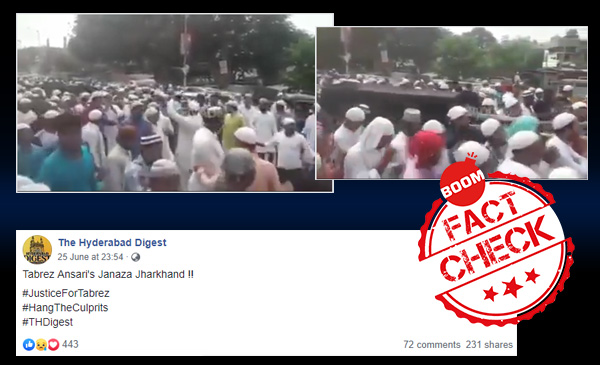 BOOM
FACT
CHECK
The Hyderabad Digest
25 June at 23:54 ·
Tabrez Ansari's Janaza Jharkhand !!
#JusticeForTabrez
#HangTheCulprits
#THDigest
443
72 comments 231 shares